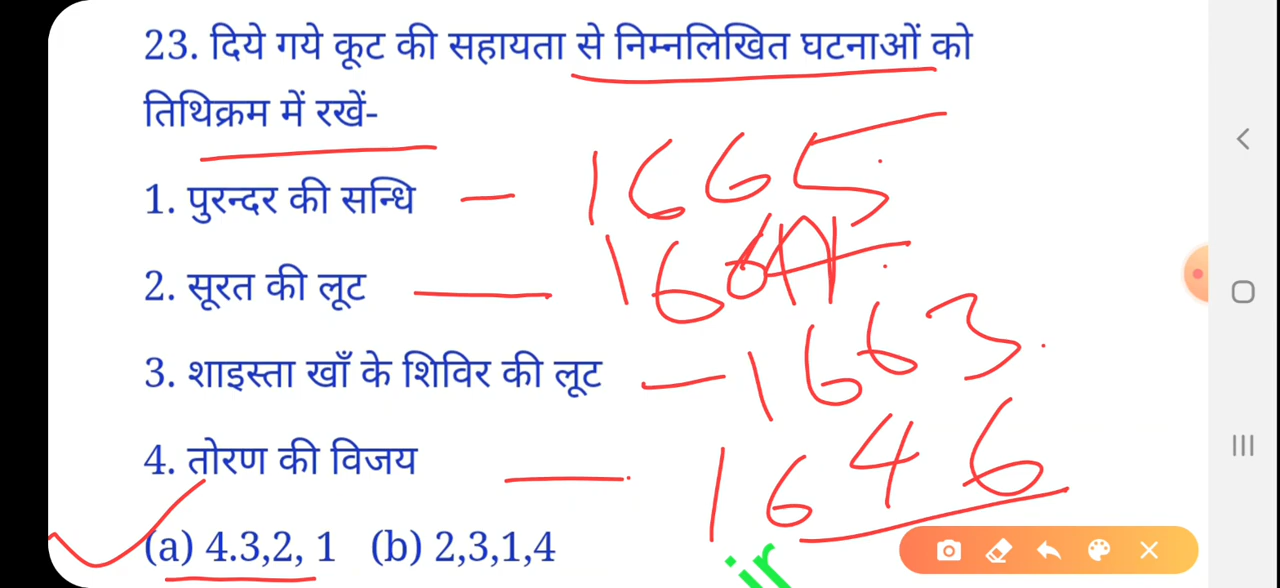 23. दिये गये कूट की सहायता से निम्नलिखित घटनाओं को
तिथिक्रम में रखें-
1. पुरन्दर की सन्धि – 1665
2. सूरत की लूट — 1664
3. शाइस्ता खाँ के शिविर की लूट – 1663
4. तोरण की विजय — 1646
(a) 4.3,2, 1 (b) 2,3,1,4